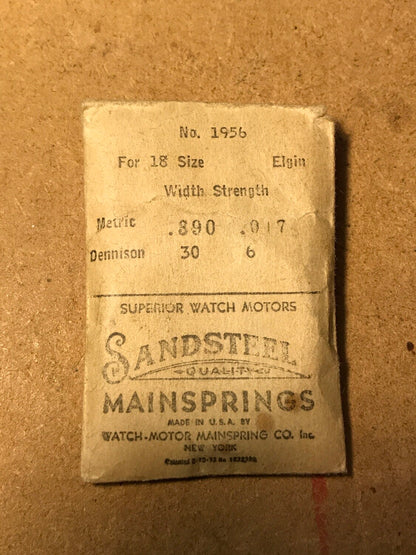 No. 1956
For 18 Size Elgin
Width Strength
Metric .890 .017
Dennison 30 6
SUPERIOR WATCH MOTORS
SANDSTEEL
QUALITY
MAINSPRINGS
MADE IN U.S.A. BY
WATCH-MOTOR MAINSPRING CO. Inc.
NEW YORK